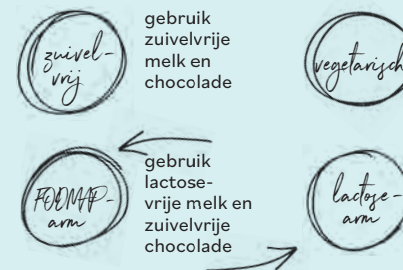 zuivel-
vrij
gebruik
zuivelvrije
melk en
chocolade
vegetarisch
FODMAP-
arm
gebruik
lactose-
vrije melk en
zuivelvrije
chocolade
lactose-
arm